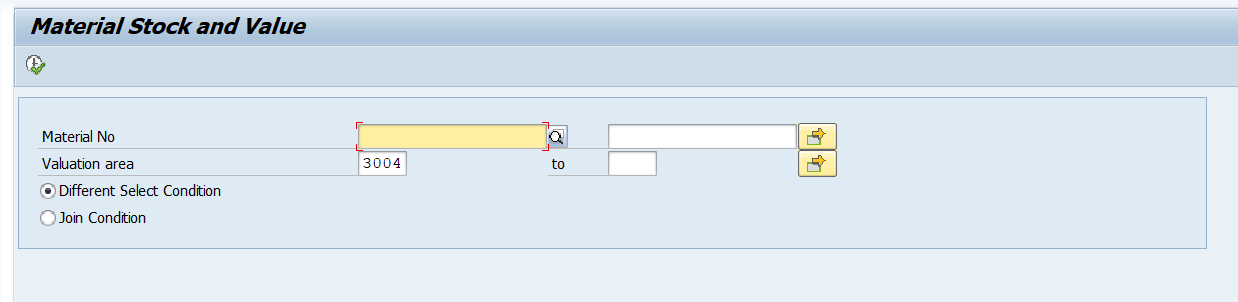 Material Stock and Value
Material No
Valuation area 3004 to
Different Select Condition
Join Condition